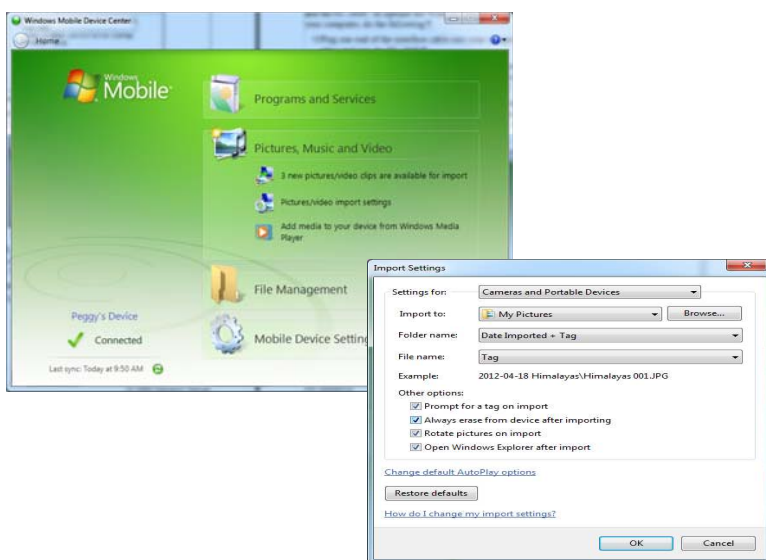 Windows Mobile Device Center
Home
Windows
Mobile
Programs and Services
Pictures, Music and Video
3 new pictures/video clips are available for import
Pictures/video import settings
Add media to your device from Windows Media
Player
File Management
Mobile Device Setting
Peggy's Device
Connected
Last sync: Today at 9:50 AM
Import Settings
Settings for: Cameras and Portable Devices
Import to: My Pictures Browse...
Folder name: Date Imported + Tag
File name: Tag
Example: 2012-04-18 Himalayas\Himalayas 001.JPG
Other options:
Prompt for a tag on import
Always erase from device after importing
Rotate pictures on import
Open Windows Explorer after import
Change default AutoPlay options
Restore defaults
How do I change my import settings?
OK Cancel